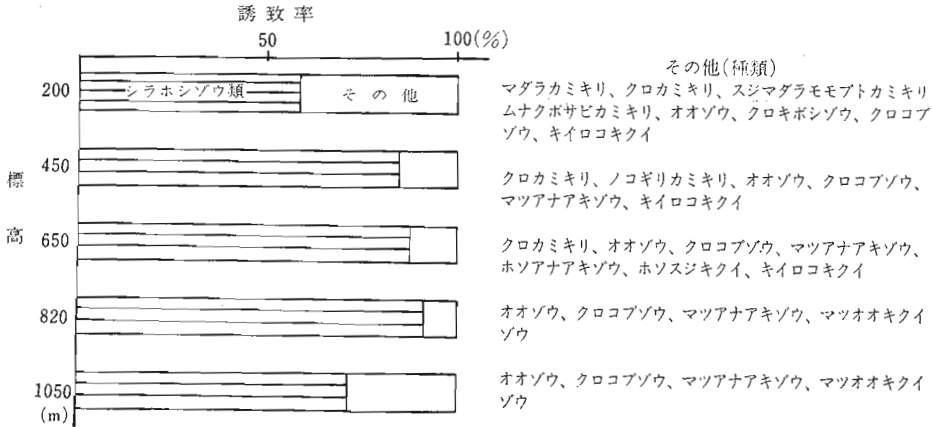 誘致率
50
100(%)
その他(種類)
200
シラホシゾウ類
その他
マダラカミキリ、クロカミキリ、スジマダラモモブトカミキリ
ムナクボサビカミキリ、オオゾウ、クロキボシゾウ、クロコブ
ゾウ、キイロコキクイ
標高
450
クロカミキリ、ノコギリカミキリ、オオゾウ、クロコブゾウ、
マツアナアキゾウ、キイロコキクイ
650
クロカミキリ、オオゾウ、クロコブゾウ、マツアナアキゾウ、
ホソアナアキゾウ、ホソスジキクイ、キイロコキクイ
820
オオゾウ、クロコブゾウ、マツアナアキゾウ、マツオオキクイ
ゾウ
1050
(m)
オオゾウ、クロコブゾウ、マツアナアキゾウ、マツオオキクイ
ゾウ